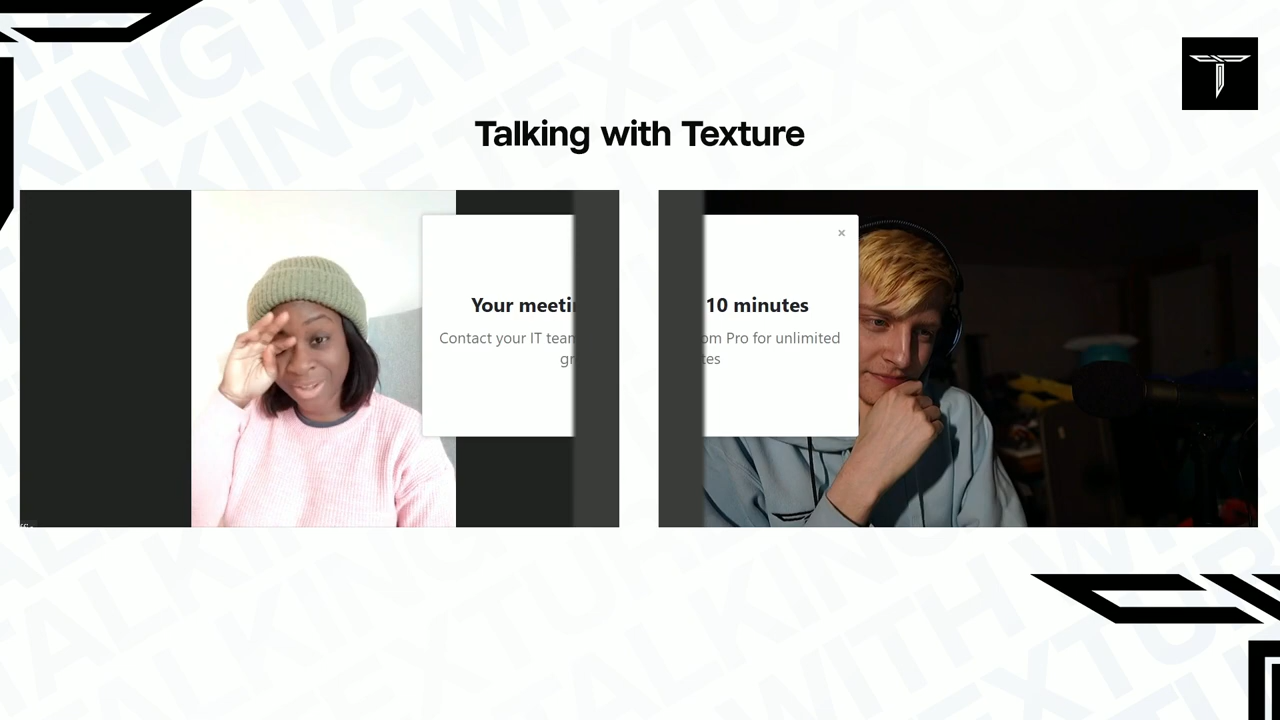 Talking with Texture
Your meeti
10 minutes
Contact your IT team
om Pro for unlimited
gr
tes